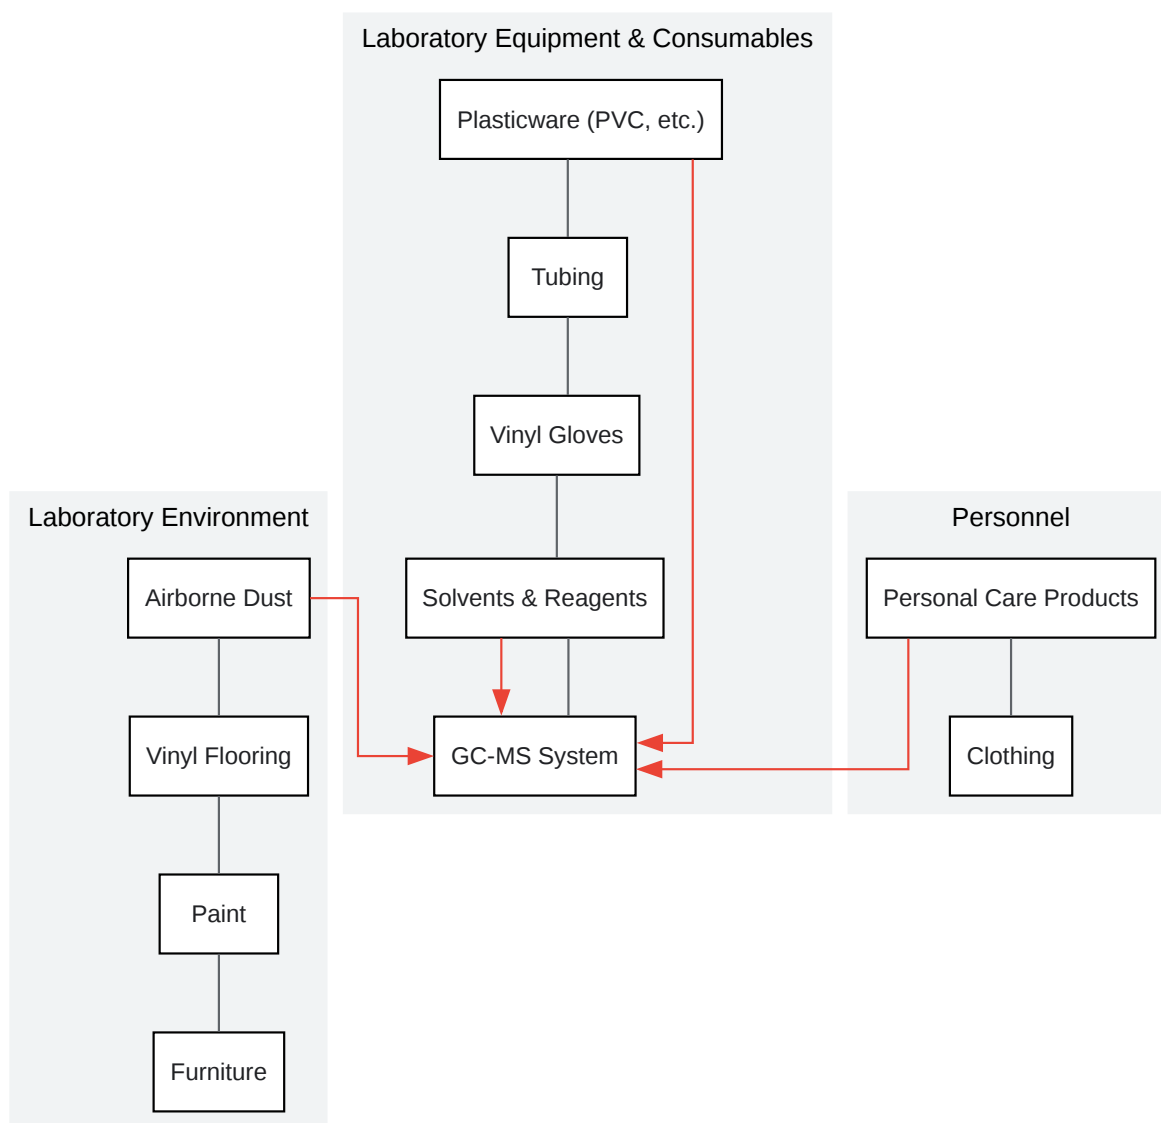 Laboratory Equipment & Consumables
Plasticware (PVC, etc.)
Tubing
Vinyl Gloves
Solvents & Reagents
GC-MS System
Laboratory Environment
Airborne Dust
Vinyl Flooring
Paint
Furniture
Personnel
Personal Care Products
Clothing